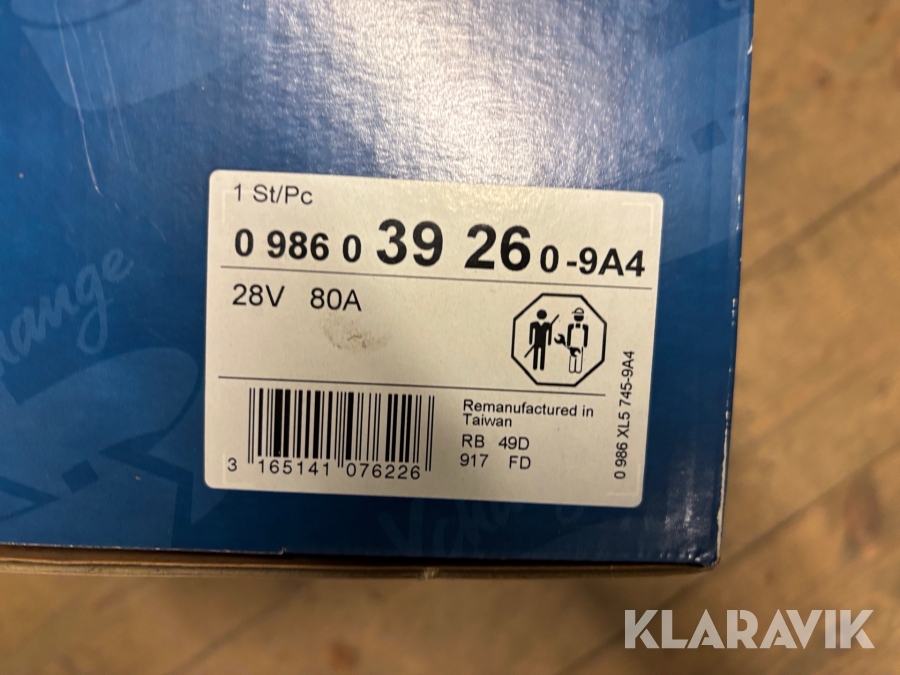 1 St/Pc
0 986 0 39 26 0-9A4
28V 80A
Remanufactured in
Taiwan
RB 49D
917 FD
3 165141 076226
0 986 XL5 745-9A4
KLARAVIK